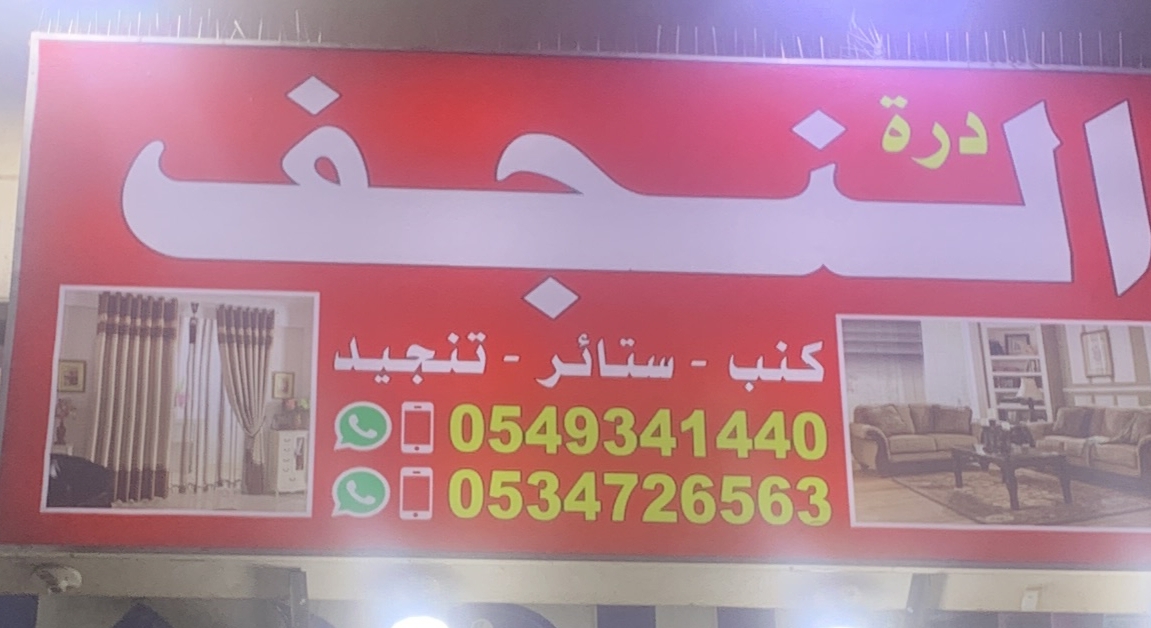 درة
النجف
كنب - ستائر - تنجيد
0549341440
0534726563